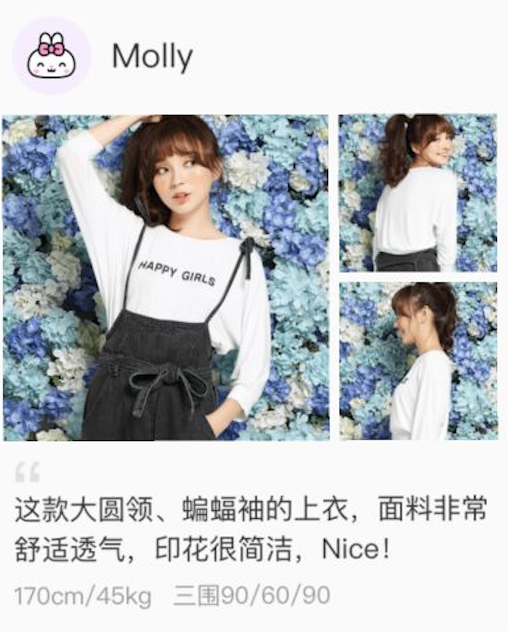 Molly
HAPPY GIRLS
这款大圆领、蝙蝠袖的上衣，面料非常
舒适透气，印花很简洁，Nice！
170cm/45kg 三围90/60/90